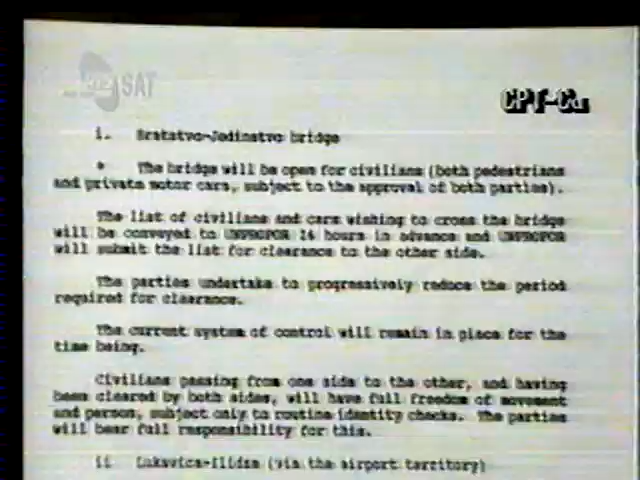 SAT
СРТ-Са
i. Bratstvo-Jedinstvo bridge
* The bridge will be open for civilians (both pedestrians
and private motor cars, subject to the approval of both parties).
The list of civilians and cars wishing to cross the bridge
will be conveyed to UNPROFOR 24 hours in advance and UNPROFOR
will submit the list for clearance to the other side.
The parties undertake to progressively reduce the period
required for clearance.
The current system of control will remain in place for the
time being.
Civilians passing from one side to the other, and having
been cleared by both sides, will have full freedom of movement
and person, subject only to routine identity checks. The parties
will bear full responsibility for this.
ii Lukavica-Ilidza (via the airport territory)